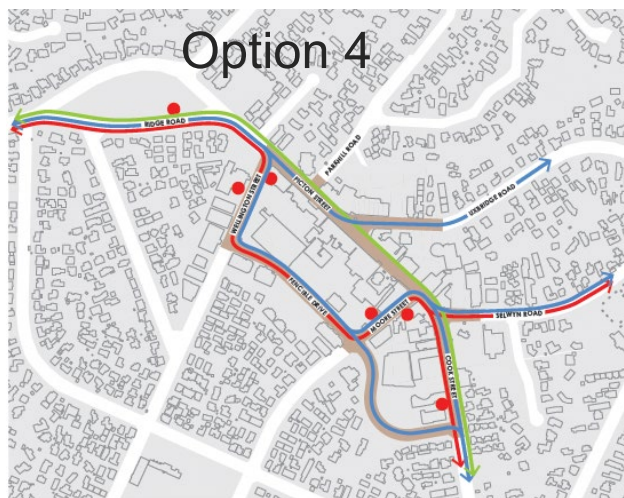 Option 4
RIDGE ROAD
PARNELL ROAD
WELLINGTON STREET
PICTON STREET
UXBRIDGE ROAD
FENCIBLE DRIVE
MOORE STREET
SELWYN ROAD
COOK STREET